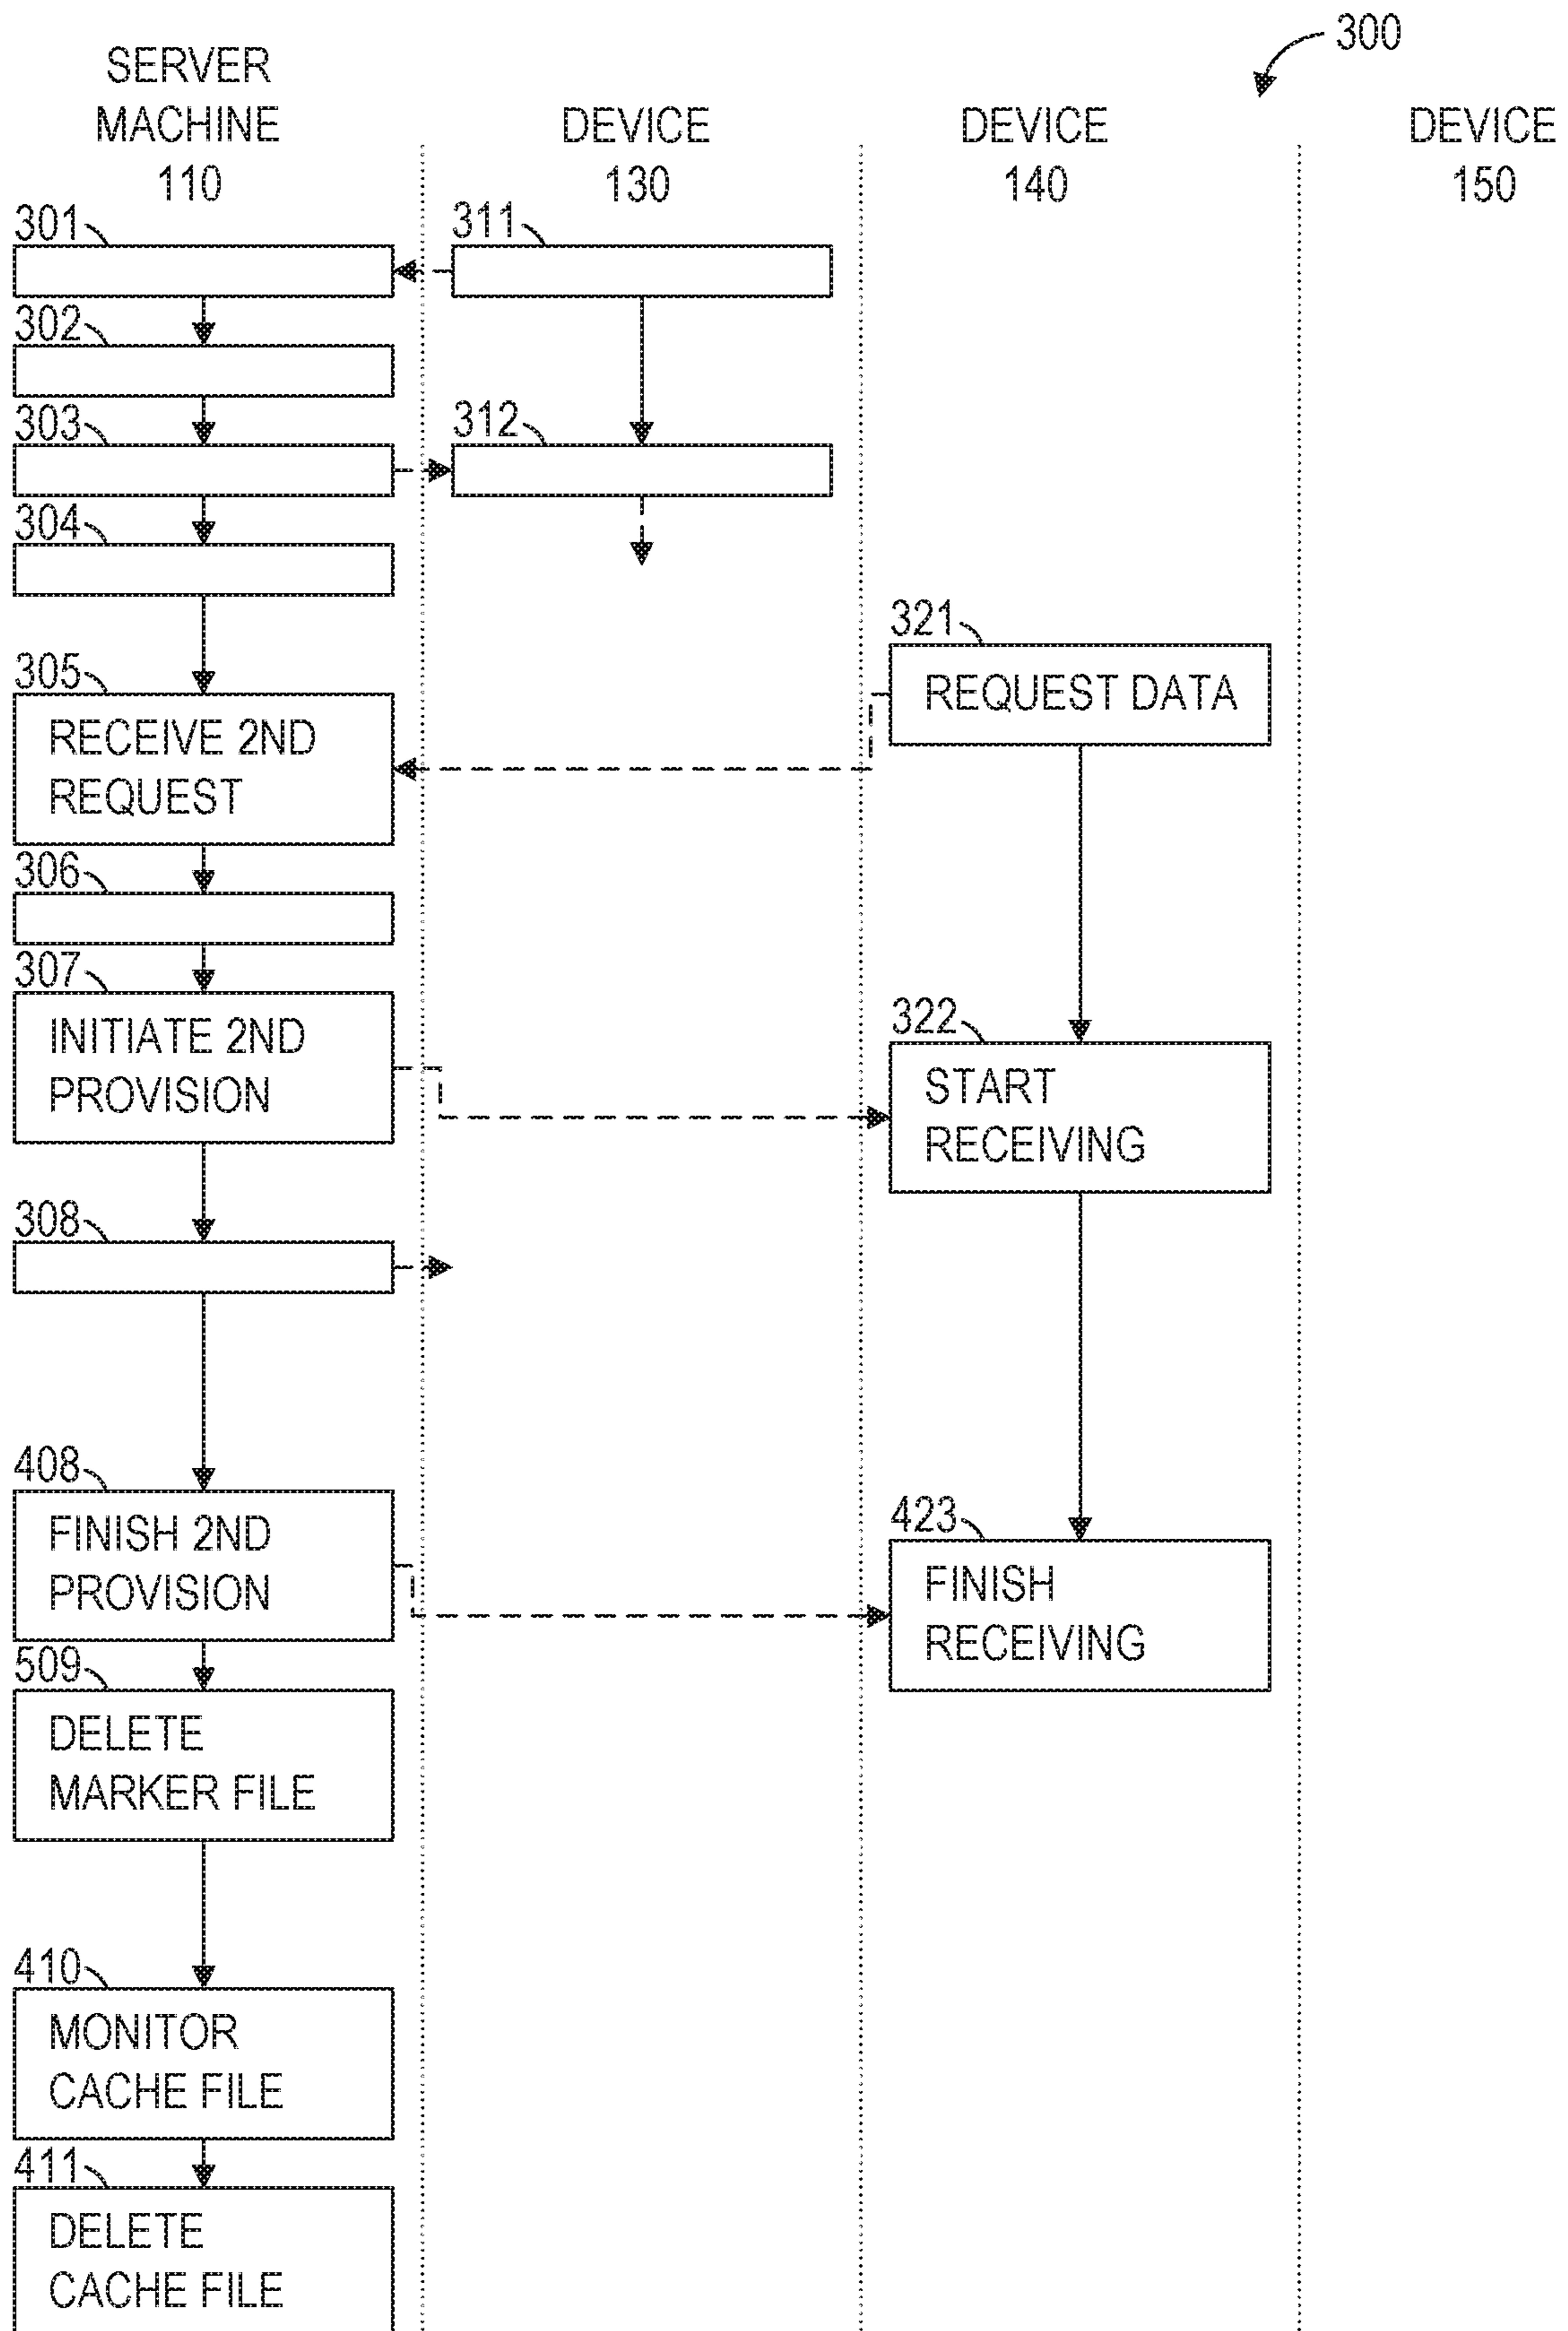 300
SERVER
MACHINE
110
DEVICE
130
DEVICE
140
DEVICE
150
301
311
302
303
312
304
321
REQUEST DATA
305
RECEIVE 2ND
REQUEST
306
307
INITIATE 2ND
PROVISION
322
START
RECEIVING
308
408
FINISH 2ND
PROVISION
423
FINISH
RECEIVING
509
DELETE
MARKER FILE
410
MONITOR
CACHE FILE
411
DELETE
CACHE FILE